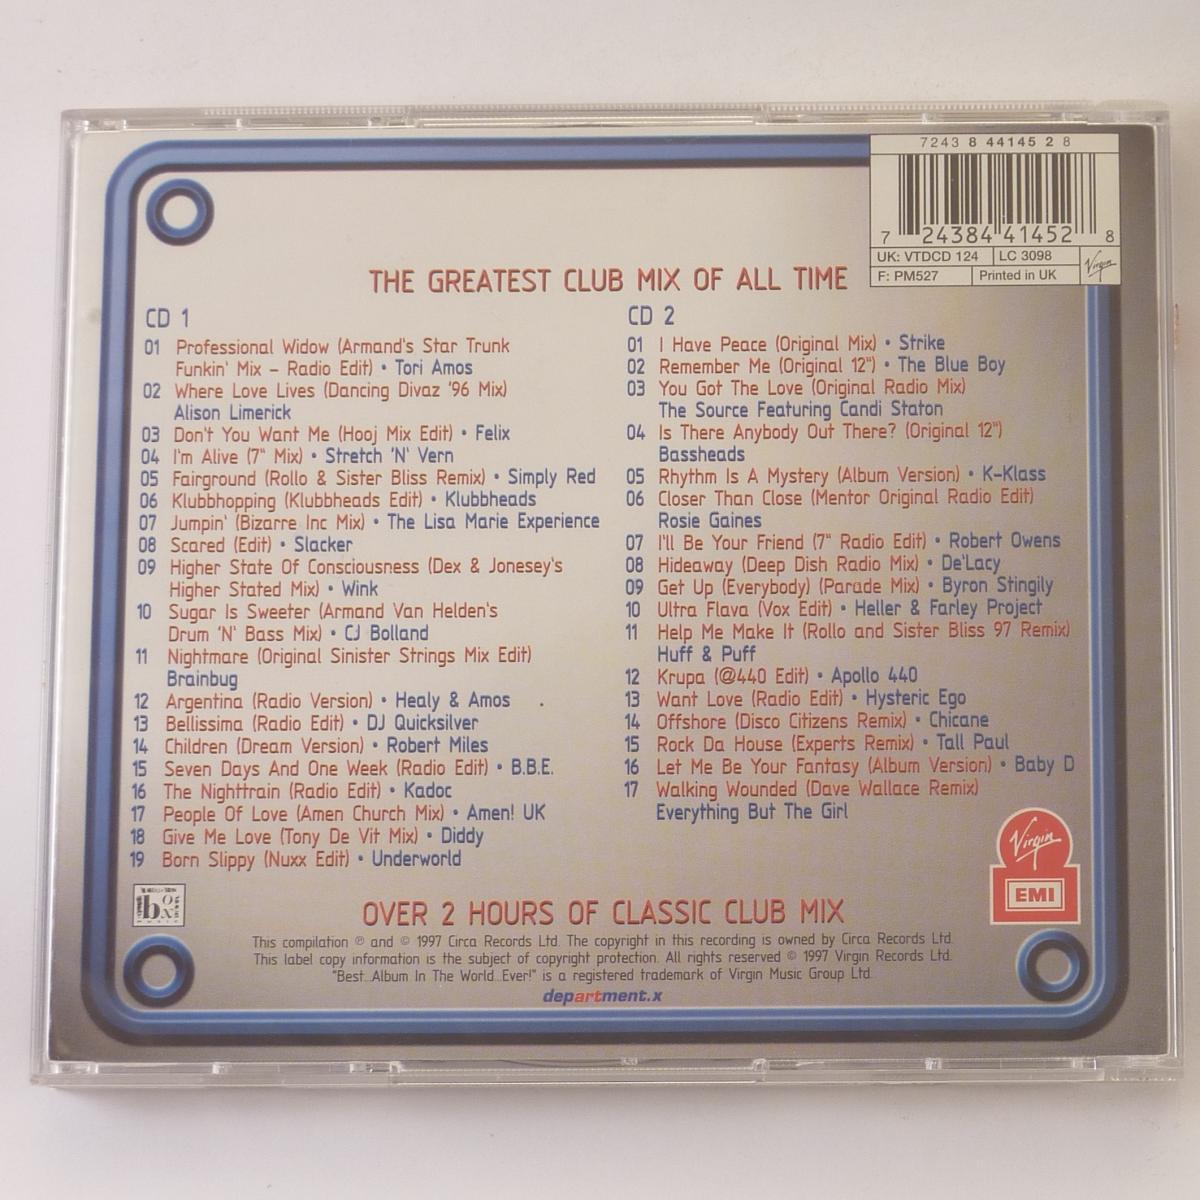 7243 8 44145 2 8
7 24384 41452 8
UK: VTDCD 124 LC 3098
F: PM527 Printed in UK
Virgin
THE GREATEST CLUB MIX OF ALL TIME
CD 1
01 Professional Widow (Armand's Star Trunk
Funkin' Mix – Radio Edit) • Tori Amos
02 Where Love Lives (Dancing Divaz '96 Mix)
Alison Limerick
03 Don't You Want Me (Hooj Mix Edit) • Felix
04 I'm Alive (7" Mix) • Stretch 'N' Vern
05 Fairground (Rollo & Sister Bliss Remix) • Simply Red
06 Klubbhopping (Klubbheads Edit) • Klubbheads
07 Jumpin' (Bizarre Inc Mix) • The Lisa Marie Experience
08 Scared (Edit) • Slacker
09 Higher State Of Consciousness (Dex & Jonesey's
Higher Stated Mix) • Wink
10 Sugar Is Sweeter (Armand Van Helden's
Drum 'N' Bass Mix) • CJ Bolland
11 Nightmare (Original Sinister Strings Mix Edit)
Brainbug
12 Argentina (Radio Version) • Healy & Amos
13 Bellissima (Radio Edit) • DJ Quicksilver
14 Children (Dream Version) • Robert Miles
15 Seven Days And One Week (Radio Edit) • B.B.E.
16 The Nighttrain (Radio Edit) • Kadoc
17 People Of Love (Amen Church Mix) • Amen! UK
18 Give Me Love (Tony De Vit Mix) • Diddy
19 Born Slippy (Nuxx Edit) • Underworld
CD 2
01 I Have Peace (Original Mix) • Strike
02 Remember Me (Original 12") • The Blue Boy
03 You Got The Love (Original Radio Mix)
The Source Featuring Candi Staton
04 Is There Anybody Out There? (Original 12")
Bassheads
05 Rhythm Is A Mystery (Album Version) • K-Klass
06 Closer Than Close (Mentor Original Radio Edit)
Rosie Gaines
07 I'll Be Your Friend (7" Radio Edit) • Robert Owens
08 Hideaway (Deep Dish Radio Mix) • De'Lacy
09 Get Up (Everybody) (Parade Mix) • Byron Stingily
10 Ultra Flava (Vox Edit) • Heller & Farley Project
11 Help Me Make It (Rollo and Sister Bliss 97 Remix)
Huff & Puff
12 Krupa (@440 Edit) • Apollo 440
13 Want Love (Radio Edit) • Hysteric Ego
14 Offshore (Disco Citizens Remix) • Chicane
15 Rock Da House (Experts Remix) • Tall Paul
16 Let Me Be Your Fantasy (Album Version) • Baby D
17 Walking Wounded (Dave Wallace Remix)
Everything But The Girl
Virgin
EMI
box
OVER 2 HOURS OF CLASSIC CLUB MIX
This compilation ℗ and © 1997 Circa Records Ltd. The copyright in this recording is owned by Circa Records Ltd.
This label copy information is the subject of copyright protection. All rights reserved © 1997 Virgin Records Ltd.
"Best...Album In The World...Ever!" is a registered trademark of Virgin Music Group Ltd.
department.x